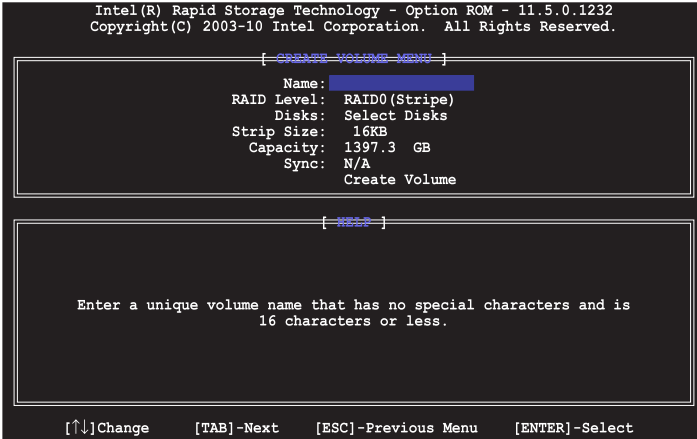 Intel(R) Rapid Storage Technology - Option ROM - 11.5.0.1232
Copyright(C) 2003-10 Intel Corporation.  All Rights Reserved.
[ CREATE VOLUME MENU ]
Name:
RAID Level: RAID0(Stripe)
Disks: Select Disks
Strip Size: 16KB
Capacity: 1397.3 GB
Sync: N/A
Create Volume
[ HELP ]
Enter a unique volume name that has no special characters and is
16 characters or less.
[↑↓]Change [TAB]-Next [ESC]-Previous Menu [ENTER]-Select